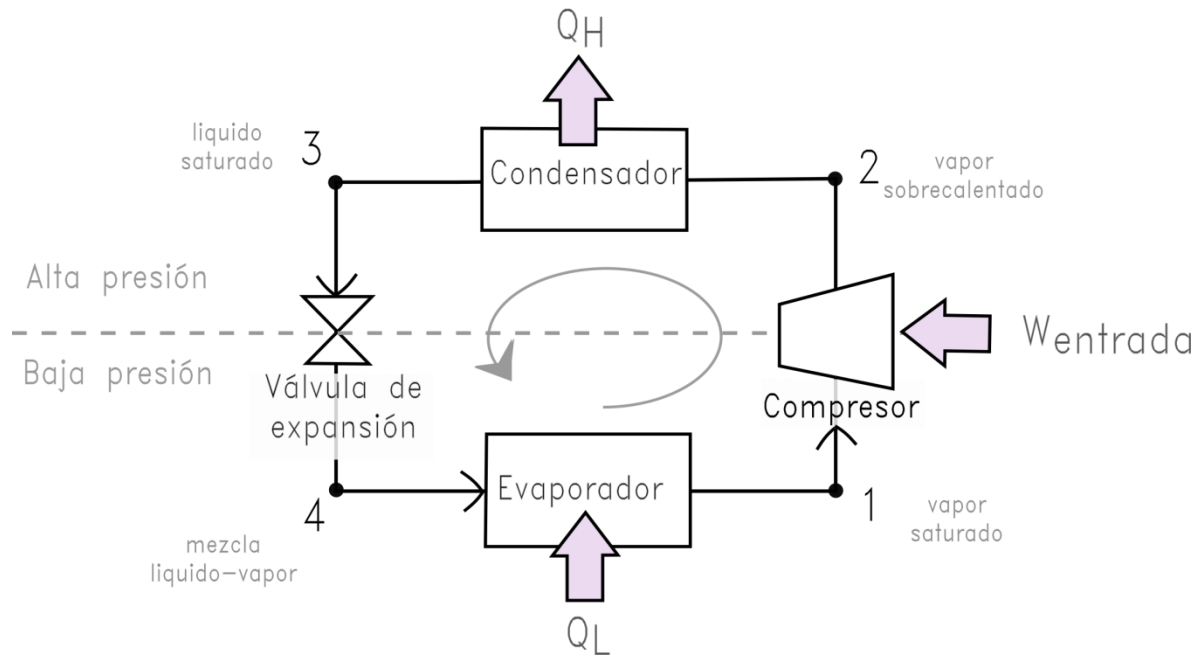 QH
liquido
saturado
3
Condensador
2
vapor
sobrecalentado
Alta presión
Baja presión
Wentrada
Válvula de
expansión
Compresor
Evaporador
4
1
vapor
saturado
mezcla
liquido-vapor
QL